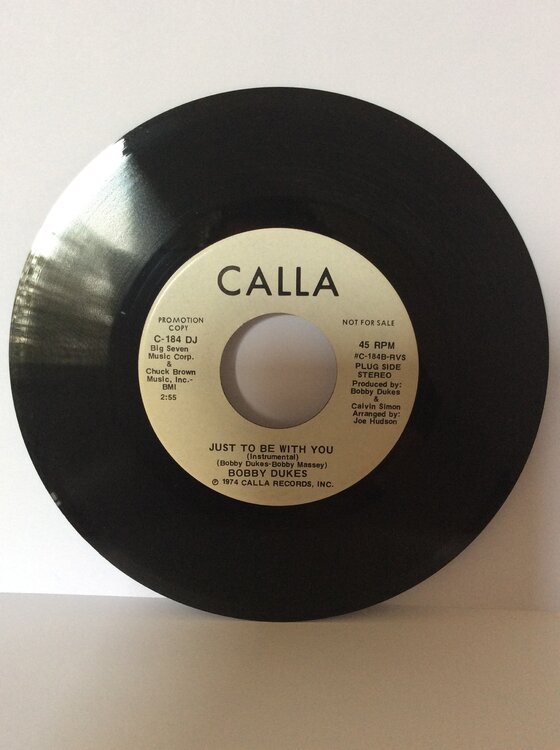 CALLA
PROMOTION
COPY
C-184 DJ
Big Seven
Music Corp.
&
Chuck Brown
Music, Inc.-
BMI
2:55
NOT FOR SALE
45 RPM
#C-184B-RVS
PLUG SIDE
STEREO
Produced by:
Bobby Dukes
&
Calvin Simon
Arranged by:
Joe Hudson
JUST TO BE WITH YOU
(Instrumental)
(Bobby Dukes-Bobby Massey)
BOBBY DUKES
℗ 1974 CALLA RECORDS, INC.